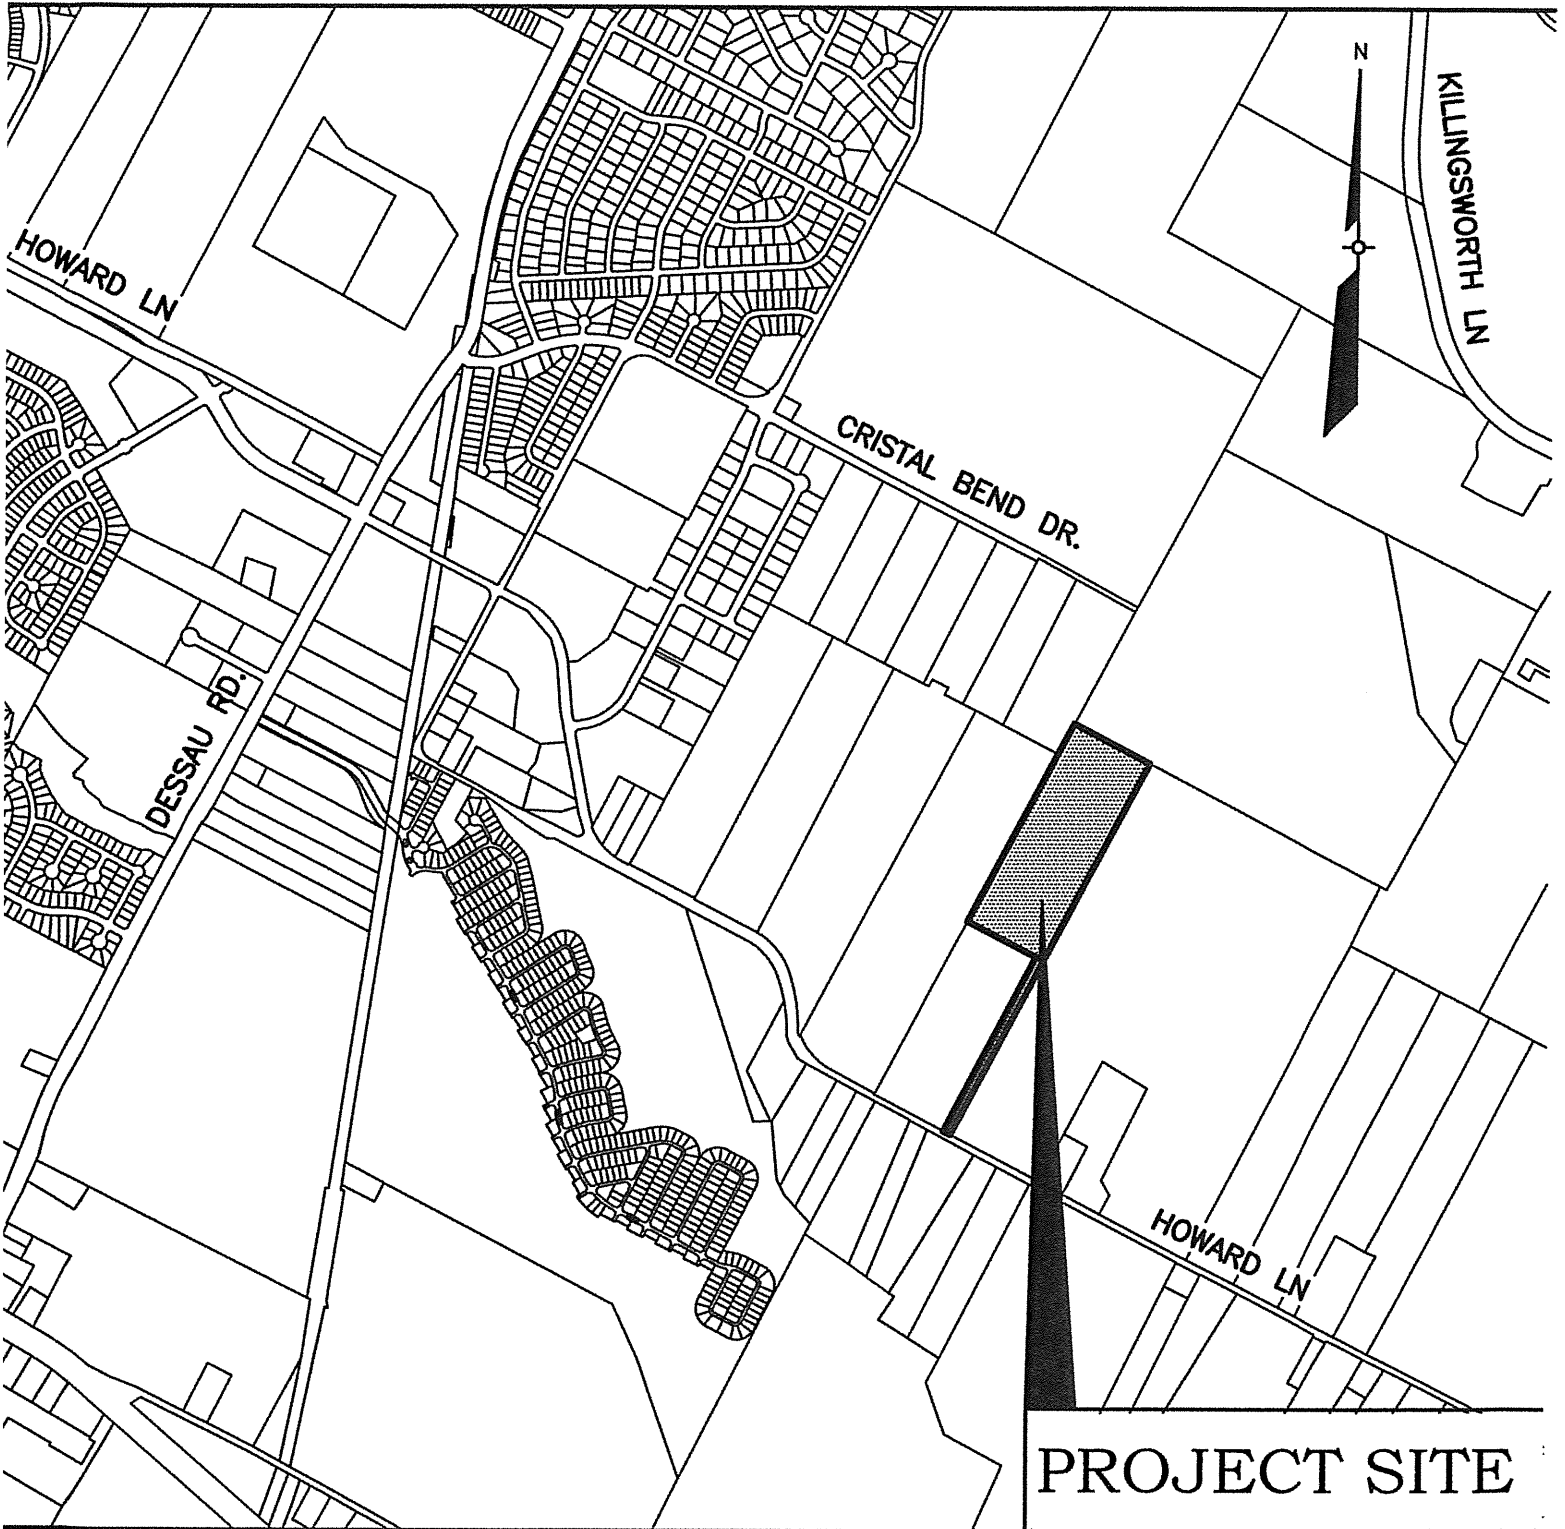 N
KILLINGSWORTH LN
HOWARD LN
CRISTAL BEND DR.
DESSAU RD.
HOWARD LN
PROJECT SITE